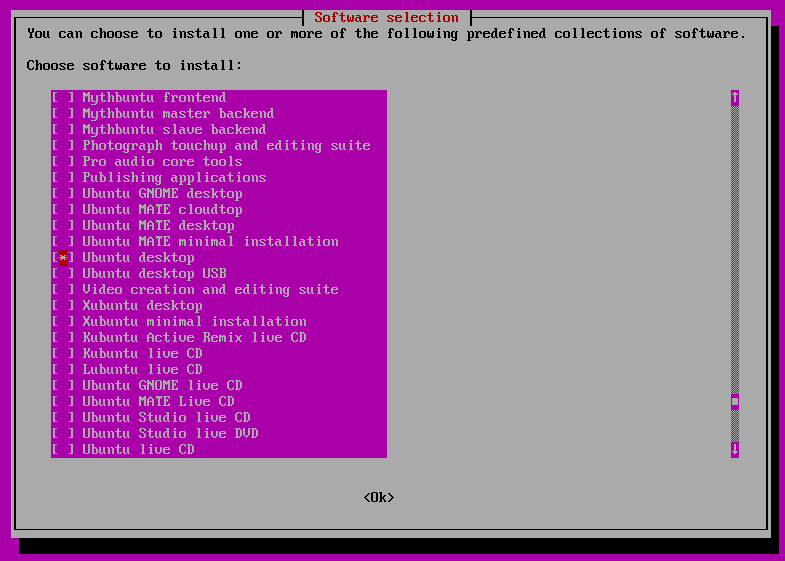 Software selection
You can choose to install one or more of the following predefined collections of software.
Choose software to install:
[ ] Mythbuntu frontend
[ ] Mythbuntu master backend
[ ] Mythbuntu slave backend
[ ] Photograph touchup and editing suite
[ ] Pro audio core tools
[ ] Publishing applications
[ ] Ubuntu GNOME desktop
[ ] Ubuntu MATE cloudtop
[ ] Ubuntu MATE desktop
[ ] Ubuntu MATE minimal installation
[*] Ubuntu desktop
[ ] Ubuntu desktop USB
[ ] Video creation and editing suite
[ ] Xubuntu desktop
[ ] Xubuntu minimal installation
[ ] Kubuntu Active Remix live CD
[ ] Kubuntu live CD
[ ] Lubuntu live CD
[ ] Ubuntu GNOME live CD
[ ] Ubuntu MATE Live CD
[ ] Ubuntu Studio live CD
[ ] Ubuntu Studio live DVD
[ ] Ubuntu live CD
<Ok>